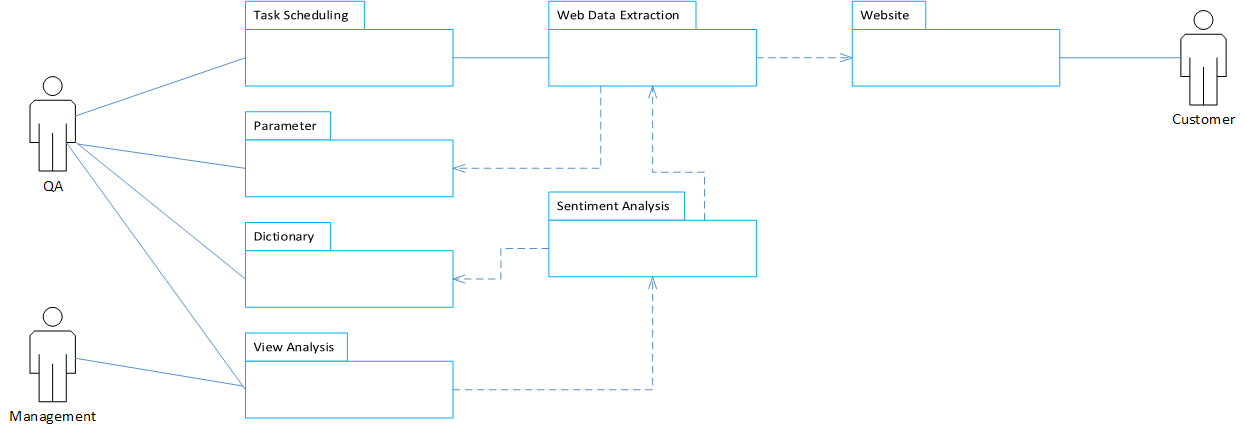 Task Scheduling
Web Data Extraction
Website
Customer
Parameter
QA
Sentiment Analysis
Dictionary
View Analysis
Management